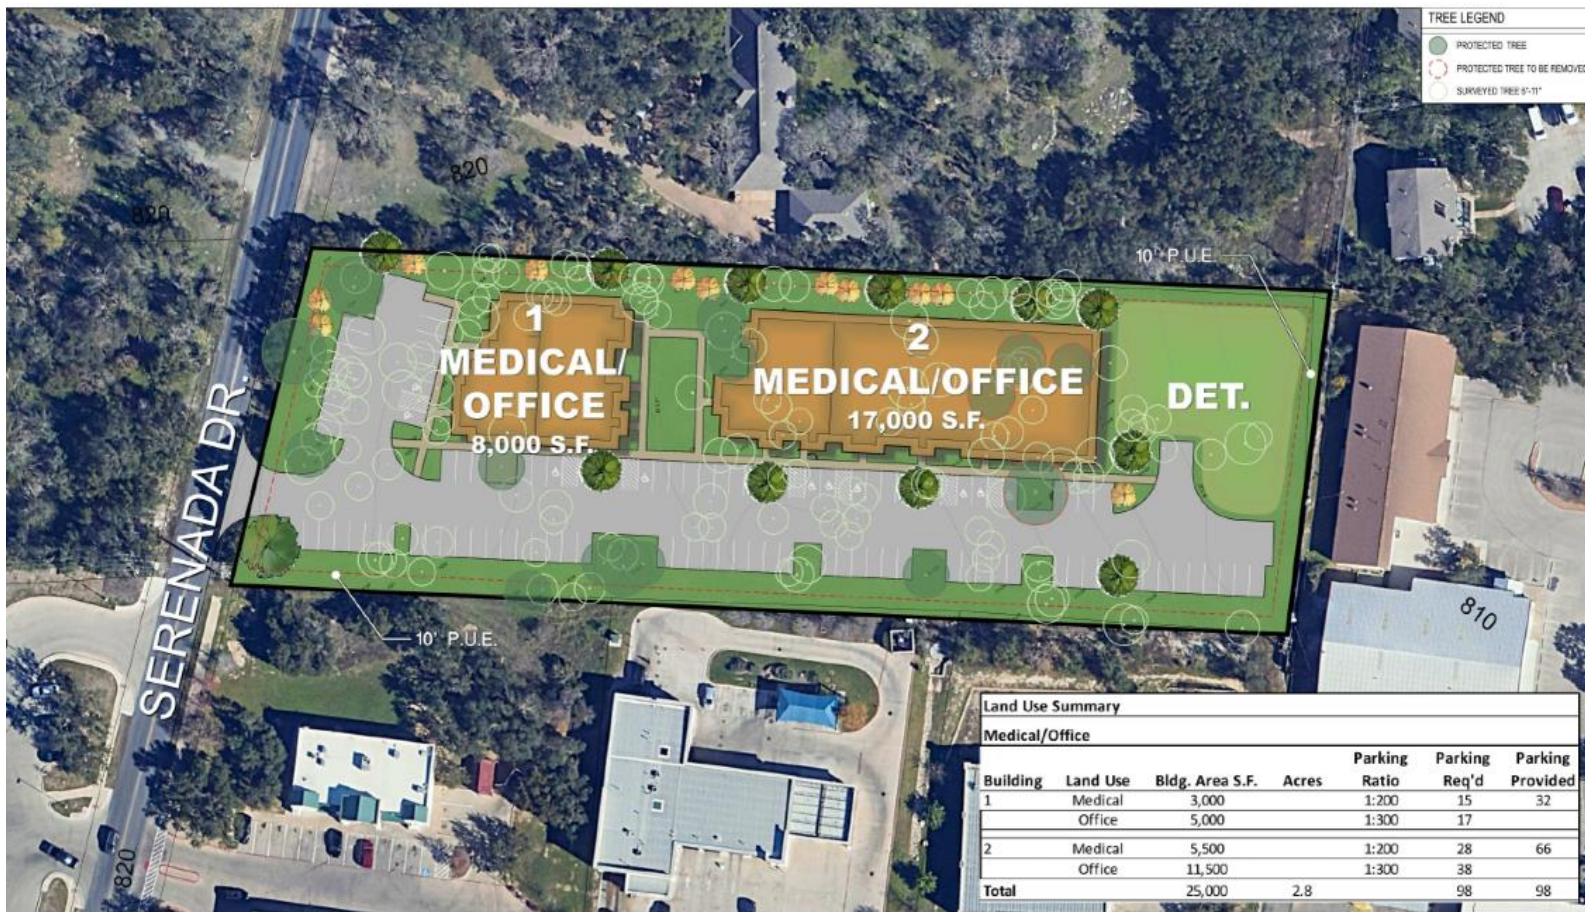 TREE LEGEND
PROTECTED TREE
PROTECTED TREE TO BE REMOVED
SURVEYED TREE 6"-11"
820
820
10' P.U.E
1
MEDICAL/
OFFICE
8,000 S.F.
2
MEDICAL/OFFICE
17,000 S.F.
DET.
SERENADA DR.
10' P.U.E.
810
820
Land Use Summary
Medical/Office
Building Land Use Bldg. Area S.F. Acres Parking Ratio Parking Req'd Parking Provided
1 Medical 3,000 1:200 15 32
Office 5,000 1:300 17
2 Medical 5,500 1:200 28 66
Office 11,500 1:300 38
Total 25,000 2.8 98 98